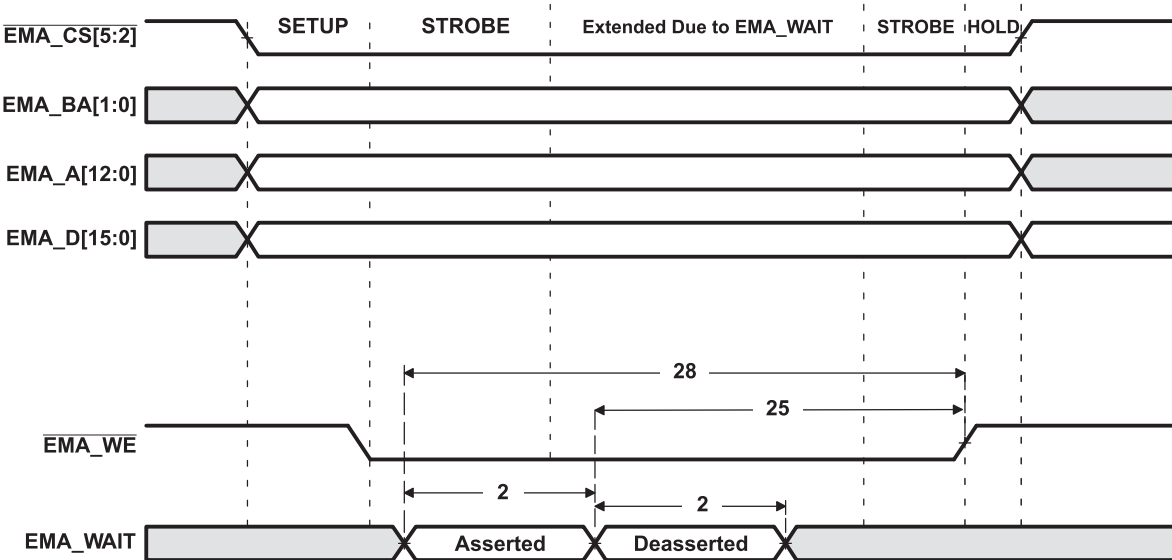 SETUP STROBE Extended Due to EMA_WAIT STROBE HOLD
EMA_CS[5:2]
EMA_BA[1:0]
EMA_A[12:0]
EMA_D[15:0]
28
25
EMA_WE
2
2
EMA_WAIT Asserted Deasserted